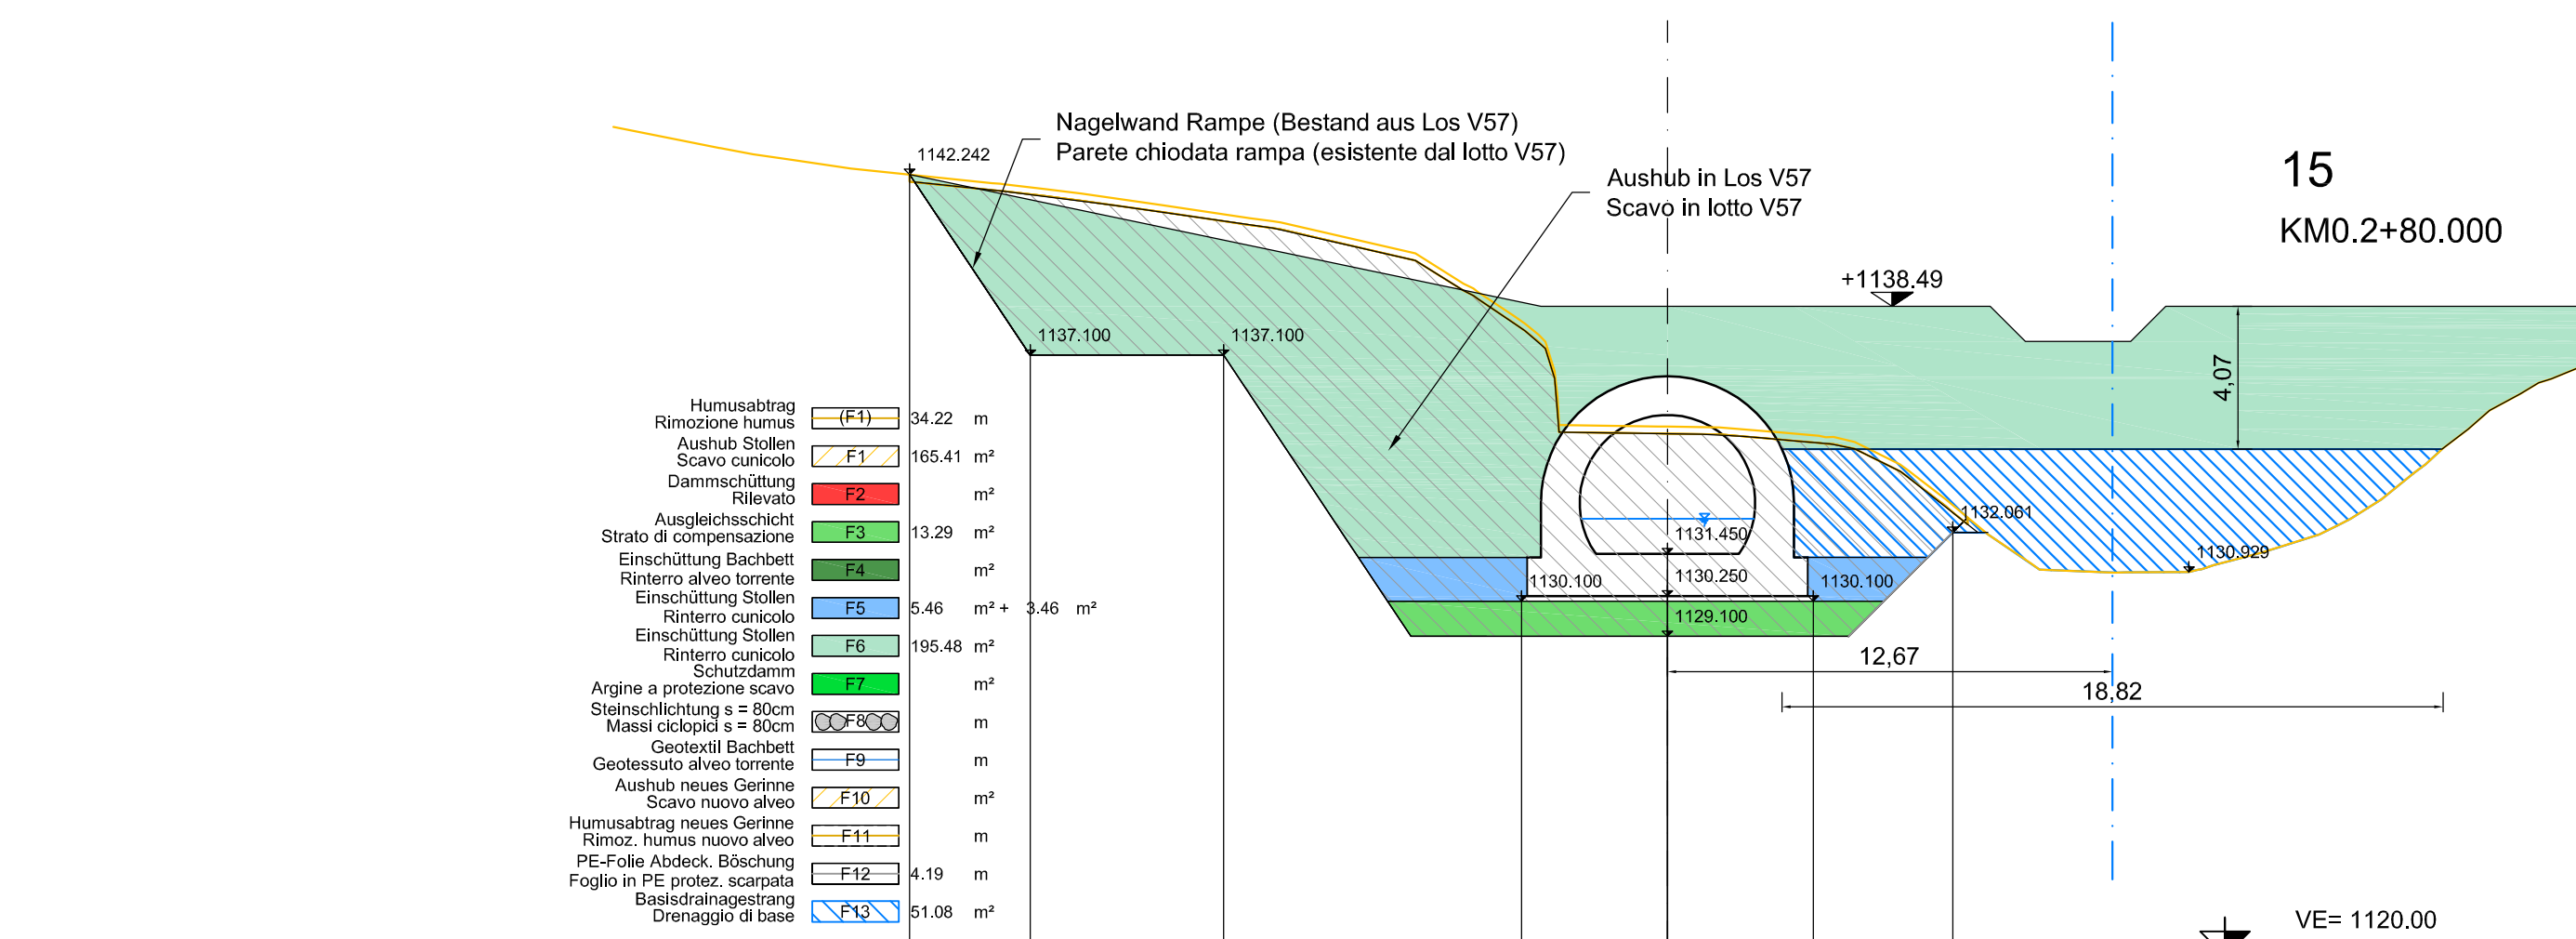 Nagelwand Rampe (Bestand aus Los V57)
Parete chiodata rampa (esistente dal lotto V57)
1142.242
Aushub in Los V57
Scavo in lotto V57
15
KM0.2+80.000
+1138.49
1137.100
1137.100
4,07
Humusabtrag
Rimozione humus
(F1) 34.22 m
Aushub Stollen
Scavo cunicolo
F1 165.41 m²
Dammschüttung
Rilevato
F2 m²
Ausgleichsschicht
Strato di compensazione
F3 13.29 m²
Einschüttung Bachbett
Rinterro alveo torrente
F4 m²
Einschüttung Stollen
Rinterro cunicolo
F5 5.46 m² + 3.46 m²
Einschüttung Stollen
Rinterro cunicolo
F6 195.48 m²
Schutzdamm
Argine a protezione scavo
F7 m²
Steinschlichtung s = 80cm
Massi ciclopici s = 80cm
F8 m
Geotextil Bachbett
Geotessuto alveo torrente
F9 m
Aushub neues Gerinne
Scavo nuovo alveo
F10 m²
Humusabtrag neues Gerinne
Rimoz. humus nuovo alveo
F11 m
PE-Folie Abdeck. Böschung
Foglio in PE protez. scarpata
F12 4.19 m
Basisdrainagestrang
Drenaggio di base
F13 51.08 m²
1132.061
1131.450
1130.929
1130.100
1130.250
1130.100
1129.100
12,67
18,82
VE= 1120.00